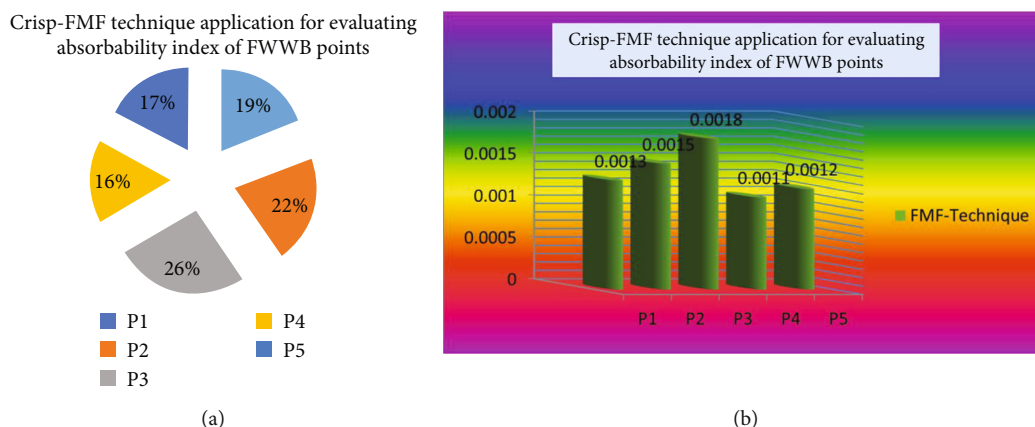 Crisp-FMF technique application for evaluating
absorbability index of FWWB points
17%
19%
16%
22%
26%
P1
P4
P2
P5
P3
(a)
Crisp-FMF technique application for evaluating
absorbability index of FWWB points
0.002
0.0015
0.001
0.0005
0
0.0013
0.0015
0.0018
0.0011
0.0012
P1 P2 P3 P4 P5
FMF-Technique
(b)